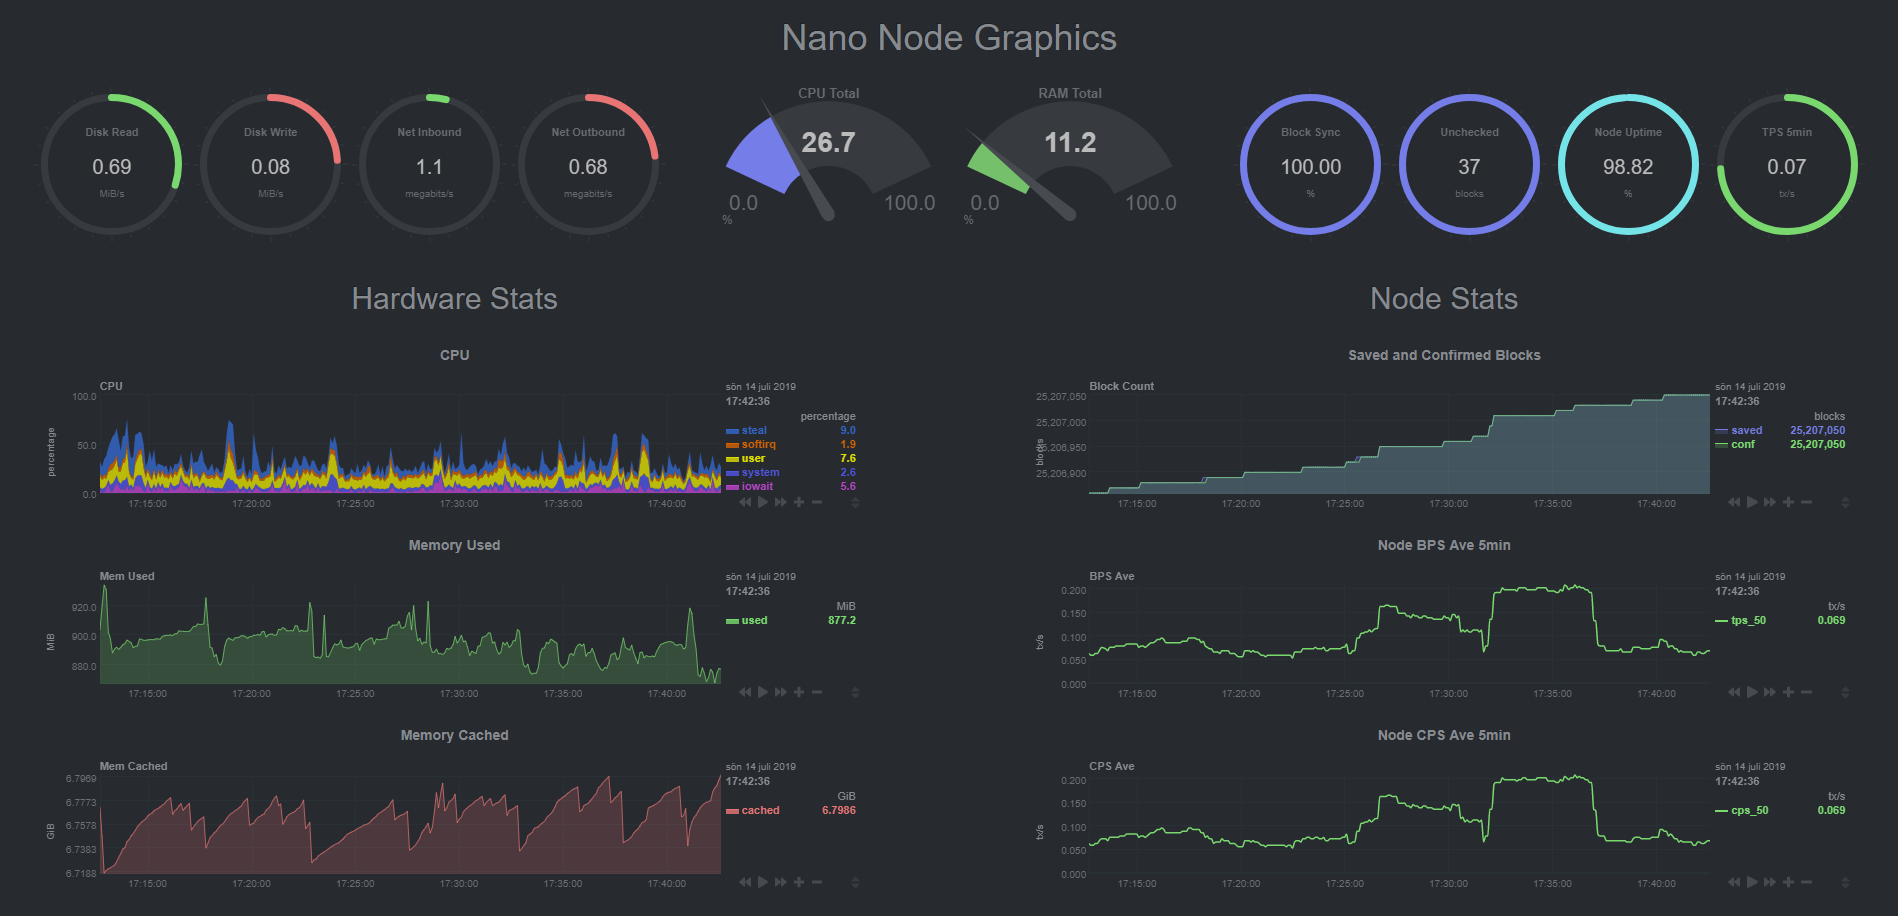 Nano Node Graphics
Disk Read
0.69
MiB/s
Disk Write
0.08
MiB/s
Net Inbound
1.1
megabits/s
Net Outbound
0.68
megabits/s
CPU Total
26.7
0.0
100.0
%
RAM Total
11.2
0.0
100.0
%
Block Sync
100.00
%
Unchecked
37
blocks
Node Uptime
98.82
%
TPS 5min
0.07
tx/s
Hardware Stats
CPU
CPU
percentage
100.0
50.0
0.0
17:15:00 17:20:00 17:25:00 17:30:00 17:35:00 17:40:00
sön 14 juli 2019
17:42:36
percentage
steal 9.0
softirq 1.9
user 7.6
system 2.6
iowait 5.6
Memory Used
Mem Used
MiB
920.0
900.0
880.0
17:15:00 17:20:00 17:25:00 17:30:00 17:35:00 17:40:00
sön 14 juli 2019
17:42:36
MiB
used 877.2
Memory Cached
Mem Cached
GiB
6.7969
6.7773
6.7578
6.7383
6.7188
17:15:00 17:20:00 17:25:00 17:30:00 17:35:00 17:40:00
sön 14 juli 2019
17:42:36
GiB
cached 6.7986
Node Stats
Saved and Confirmed Blocks
Block Count
blocks
25,207,050
25,207,000
25,206,950
25,206,900
17:15:00 17:20:00 17:25:00 17:30:00 17:35:00 17:40:00
sön 14 juli 2019
17:42:36
blocks
saved 25,207,050
conf 25,207,050
Node BPS Ave 5min
BPS Ave
tx/s
0.200
0.150
0.100
0.050
0.000
17:15:00 17:20:00 17:25:00 17:30:00 17:35:00 17:40:00
sön 14 juli 2019
17:42:36
tx/s
tps_50 0.069
Node CPS Ave 5min
CPS Ave
tx/s
0.200
0.150
0.100
0.050
0.000
17:15:00 17:20:00 17:25:00 17:30:00 17:35:00 17:40:00
sön 14 juli 2019
17:42:36
tx/s
cps_50 0.069